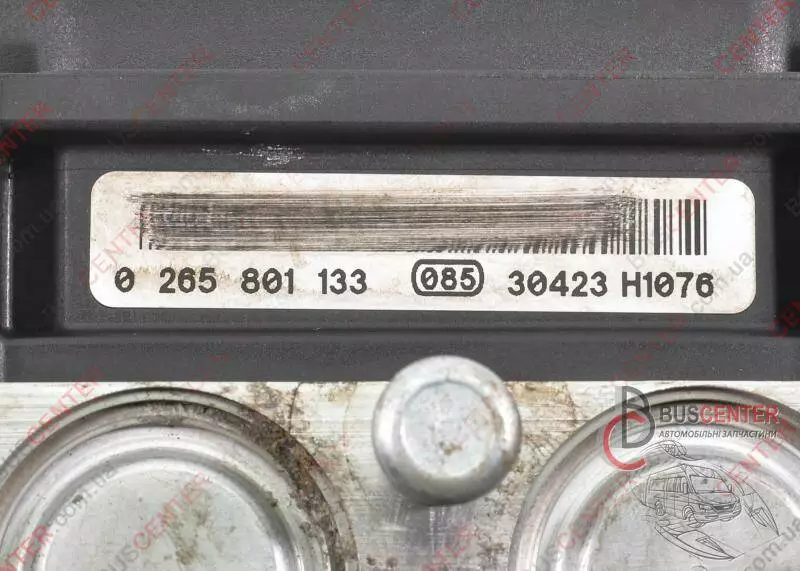 0 265 801 133 085 30423 H1076
BUSCENTER
АВТОМОБІЛЬНІ ЗАПЧАСТИНИ